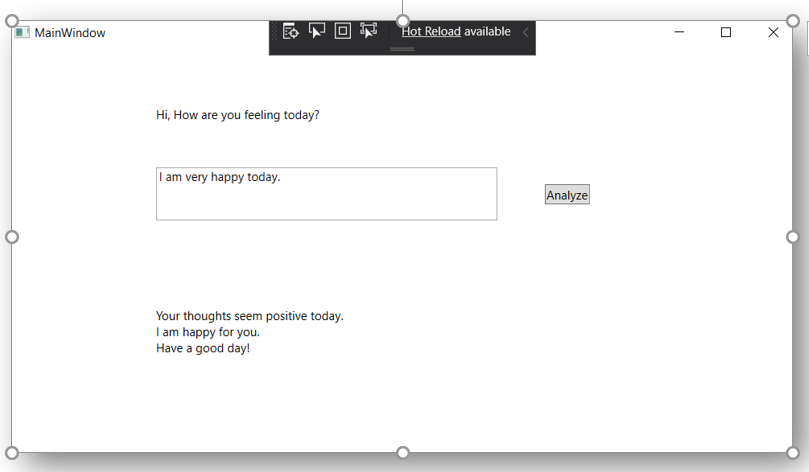 MainWindow
Hot Reload available
Hi, How are you feeling today?
I am very happy today.
Analyze
Your thoughts seem positive today.
I am happy for you.
Have a good day!